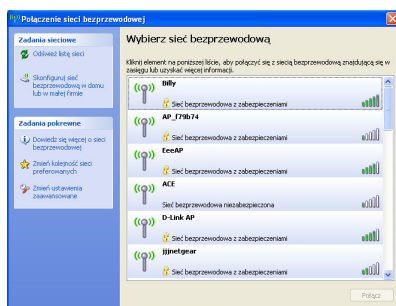 Połączenie sieci bezprzewodowej
Zadania sieciowe
Odśwież listę sieci
Skonfiguruj sieć
bezprzewodową w domu
lub w małej firmie
Zadania pokrewne
Dowiedz się więcej o sieci
bezprzewodowej
Zmień kolejność sieci
preferowanych
Zmień ustawienia
zaawansowane
Wybierz sieć bezprzewodową
Kliknij element na poniższej liście, aby połączyć się z siecią bezprzewodową znajdującą się w
zasięgu lub uzyskać więcej informacji.
Billy
Sieć bezprzewodowa z zabezpieczeniami
AP_f79b74
Sieć bezprzewodowa z zabezpieczeniami
EeeAP
Sieć bezprzewodowa z zabezpieczeniami
ACE
Sieć bezprzewodowa niezabezpieczona
D-Link AP
Sieć bezprzewodowa z zabezpieczeniami
jjjnetgear
Sieć bezprzewodowa z zabezpieczeniami
Połącz